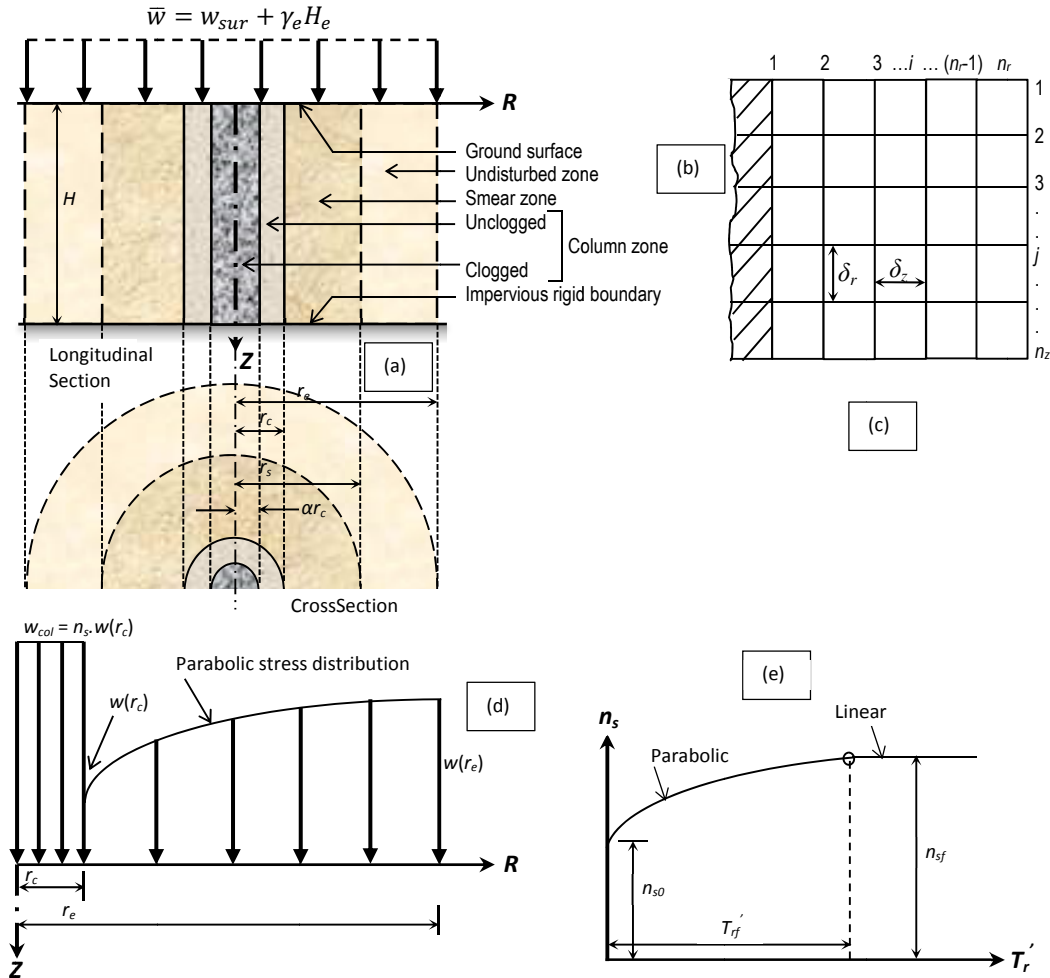 w̄ = w_sur + γ_e H_e
R
H
Ground surface
Undisturbed zone
Smear zone
Unclogged
Column zone
Clogged
Impervious rigid boundary
Longitudinal
Section
Z
(a)
r_e
r_c
r_s
αr_c
CrossSection
1 2 3 ...i ... (n_r-1) n_r
1
2
3
.
.
j
.
.
n_z
(b)
δ_r
δ_z
(c)
w_col = n_s.w(r_c)
Parabolic stress distribution
w(r_c)
(d)
w(r_e)
R
r_c
r_e
Z
(e)
n_s
Linear
Parabolic
n_s0
n_sf
T_rf'
T_r'